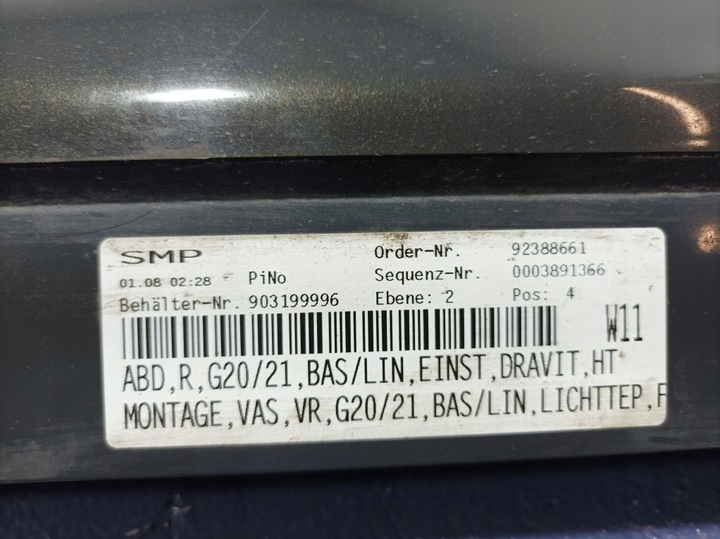 SMP Order-Nr. 92388661
01.08 02:28 PiNo Sequenz-Nr. 0003891366
Behälter-Nr. 903199996 Ebene: 2 Pos: 4
W11
ABD,R,G20/21,BAS/LIN,EINST,DRAVIT,HT
MONTAGE,VAS,VR,G20/21,BAS/LIN,LICHTTEP,F